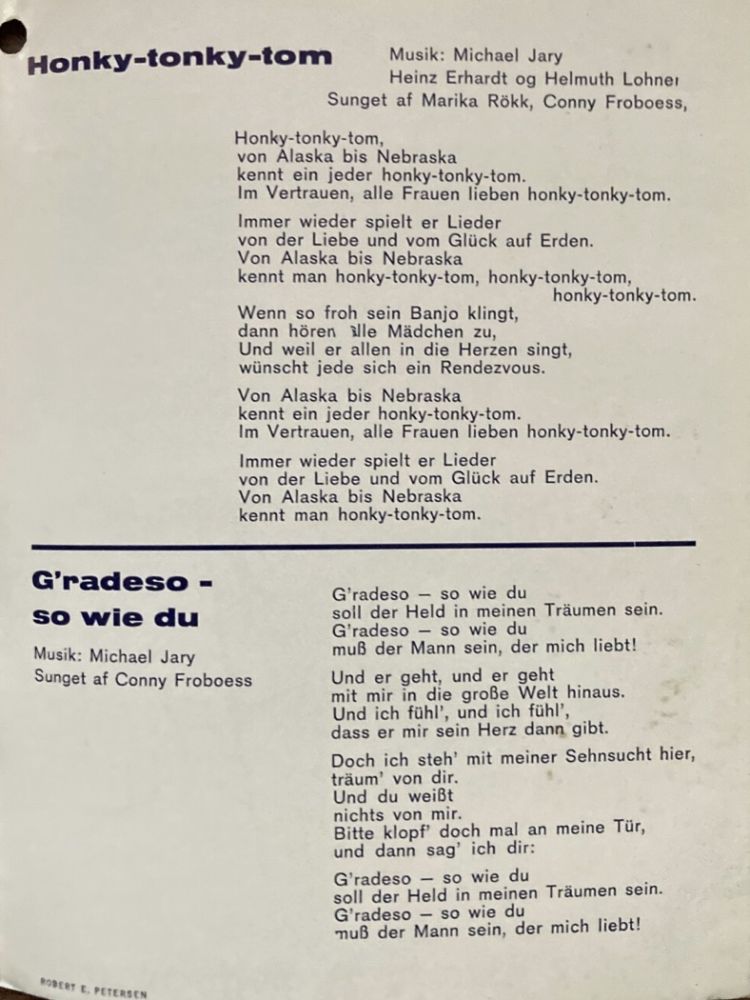 Honky-tonky-tom
Musik: Michael Jary
Heinz Erhardt og Helmuth Lohner
Sunget af Marika Rökk, Conny Froboess,
Honky-tonky-tom,
von Alaska bis Nebraska
kennt ein jeder honky-tonky-tom.
Im Vertrauen, alle Frauen lieben honky-tonky-tom.
Immer wieder spielt er Lieder
von der Liebe und vom Glück auf Erden.
Von Alaska bis Nebraska
kennt man honky-tonky-tom, honky-tonky-tom,
honky-tonky-tom.
Wenn so froh sein Banjo klingt,
dann hören alle Mädchen zu,
Und weil er allen in die Herzen singt,
wünscht jede sich ein Rendezvous.
Von Alaska bis Nebraska
kennt ein jeder honky-tonky-tom.
Im Vertrauen, alle Frauen lieben honky-tonky-tom.
Immer wieder spielt er Lieder
von der Liebe und vom Glück auf Erden.
Von Alaska bis Nebraska
kennt man honky-tonky-tom.
G'radeso -
so wie du
Musik: Michael Jary
Sunget af Conny Froboess
G'radeso — so wie du
soll der Held in meinen Träumen sein.
G'radeso — so wie du
muß der Mann sein, der mich liebt!
Und er geht, und er geht
mit mir in die große Welt hinaus.
Und ich fühl', und ich fühl',
dass er mir sein Herz dann gibt.
Doch ich steh' mit meiner Sehnsucht hier,
träum' von dir.
Und du weißt
nichts von mir.
Bitte klopf' doch mal an meine Tür,
und dann sag' ich dir:
G'radeso — so wie du
soll der Held in meinen Träumen sein.
G'radeso — so wie du
muß der Mann sein, der mich liebt!
ROBERT E. PETERSEN